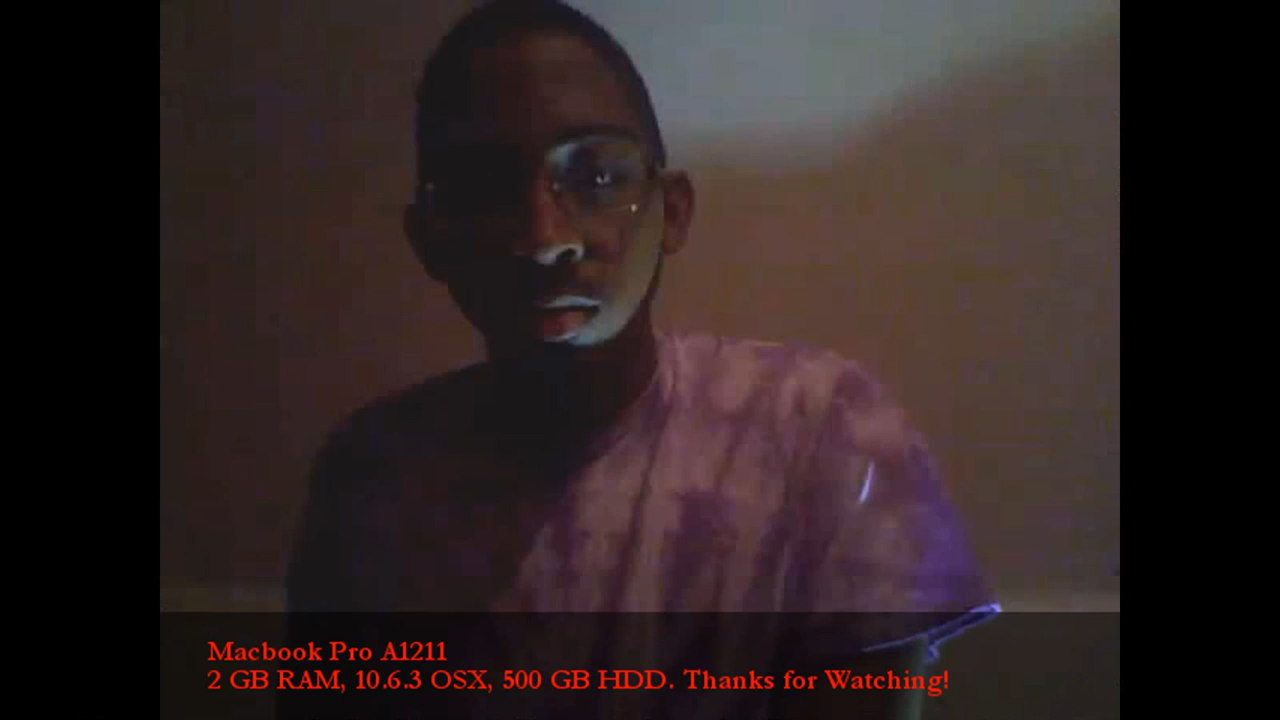 Macbook Pro A1211
2 GB RAM, 10.6.3 OSX, 500 GB HDD. Thanks for Watching!